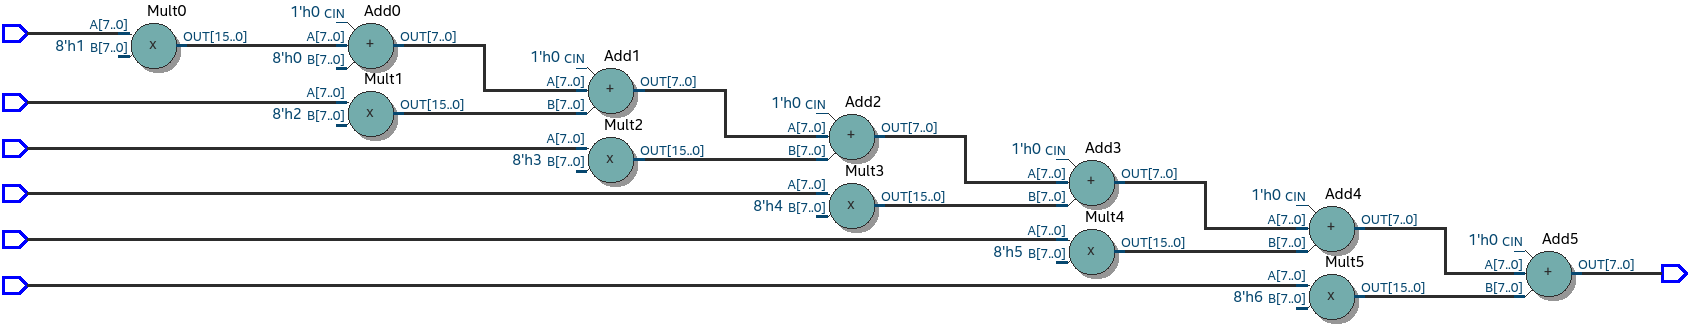 Mult0
A[7..0]
8'h1 B[7..0]
x
OUT[15..0]
1'h0 CIN
Add0
A[7..0]
8'h0 B[7..0]
+
OUT[7..0]
Mult1
A[7..0]
8'h2 B[7..0]
x
OUT[15..0]
1'h0 CIN
Add1
A[7..0]
B[7..0]
+
OUT[7..0]
Mult2
A[7..0]
8'h3 B[7..0]
x
OUT[15..0]
1'h0 CIN
Add2
A[7..0]
B[7..0]
+
OUT[7..0]
Mult3
A[7..0]
8'h4 B[7..0]
x
OUT[15..0]
1'h0 CIN
Add3
A[7..0]
B[7..0]
+
OUT[7..0]
Mult4
A[7..0]
8'h5 B[7..0]
x
OUT[15..0]
1'h0 CIN
Add4
A[7..0]
B[7..0]
+
OUT[7..0]
Mult5
A[7..0]
8'h6 B[7..0]
x
OUT[15..0]
1'h0 CIN
Add5
A[7..0]
B[7..0]
+
OUT[7..0]